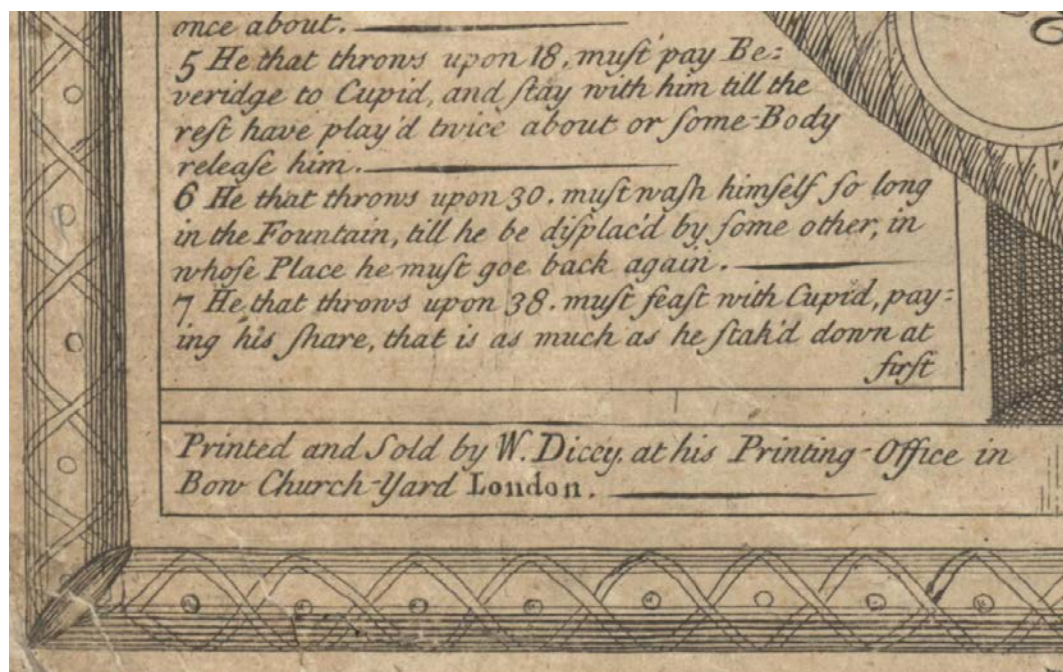 once about.
5 He that throws upon 18, muſt pay Be:
veridge to Cupid, and ſtay with him till the
reſt have play'd twice about or ſome-Body
releaſe him.
6 He that throws upon 30. muſt waſh himſelf ſo long
in the Fountain, till he be diſplac'd by ſome other, in
whoſe Place he muſt goe back again.
7 He that throws upon 38. muſt feaſt with Cupid, pay=
ing his ſhare, that is as much as he ſtak'd down at
firſt
Printed and Sold by W. Dicey, at his Printing-Office in
Bow Church-Yard London.